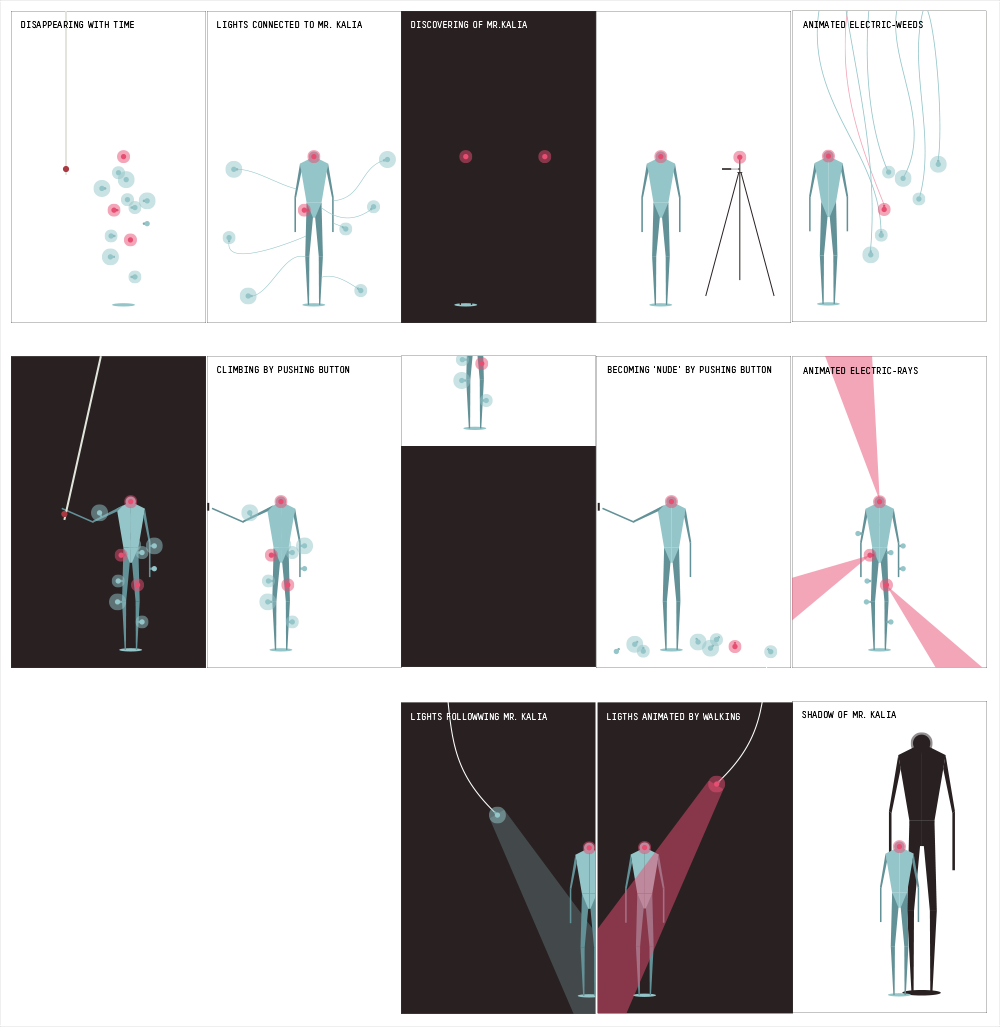 DISAPPEARING WITH TIME
LIGHTS CONNECTED TO MR. KALIA
DISCOVERING OF MR.KALIA
ANIMATED ELECTRIC-WEEDS
CLIMBING BY PUSHING BUTTON
BECOMING 'NUDE' BY PUSHING BUTTON
ANIMATED ELECTRIC-RAYS
LIGHTS FOLLOWWING MR. KALIA
LIGTHS ANIMATED BY WALKING
SHADOW OF MR. KALIA